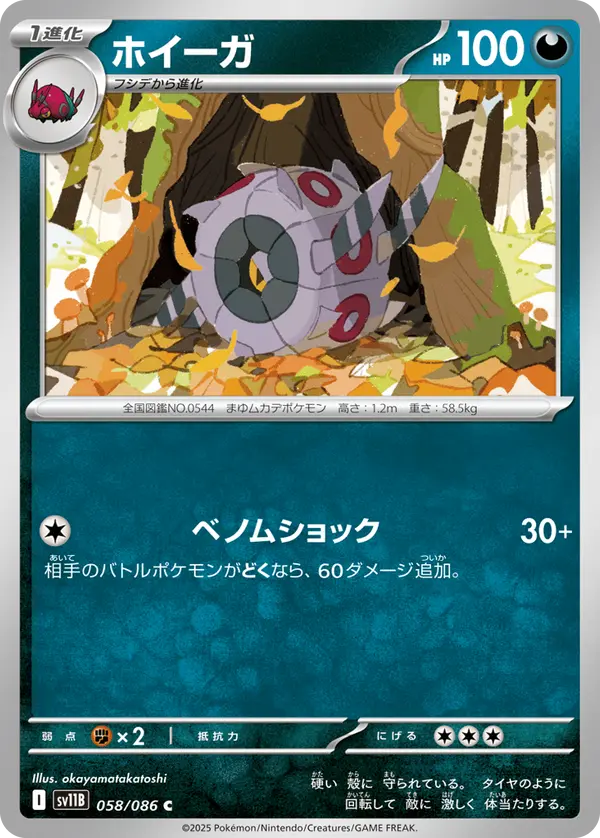 1進化 ホイーガ HP 100
フシデから進化
全国図鑑NO.0544 まゆムカデポケモン 高さ：1.2m 重さ：58.5kg
ベノムショック 30+
相手のバトルポケモンがどくなら、60ダメージ追加。
弱点 ×2 抵抗力 にげる
Illus. okayamatakatoshi
硬い 殻に 守られている。 タイヤのように
回転して 敵に 激しく 体当たりする。
I sv11B 058/086 C
©2025 Pokémon/Nintendo/Creatures/GAME FREAK.